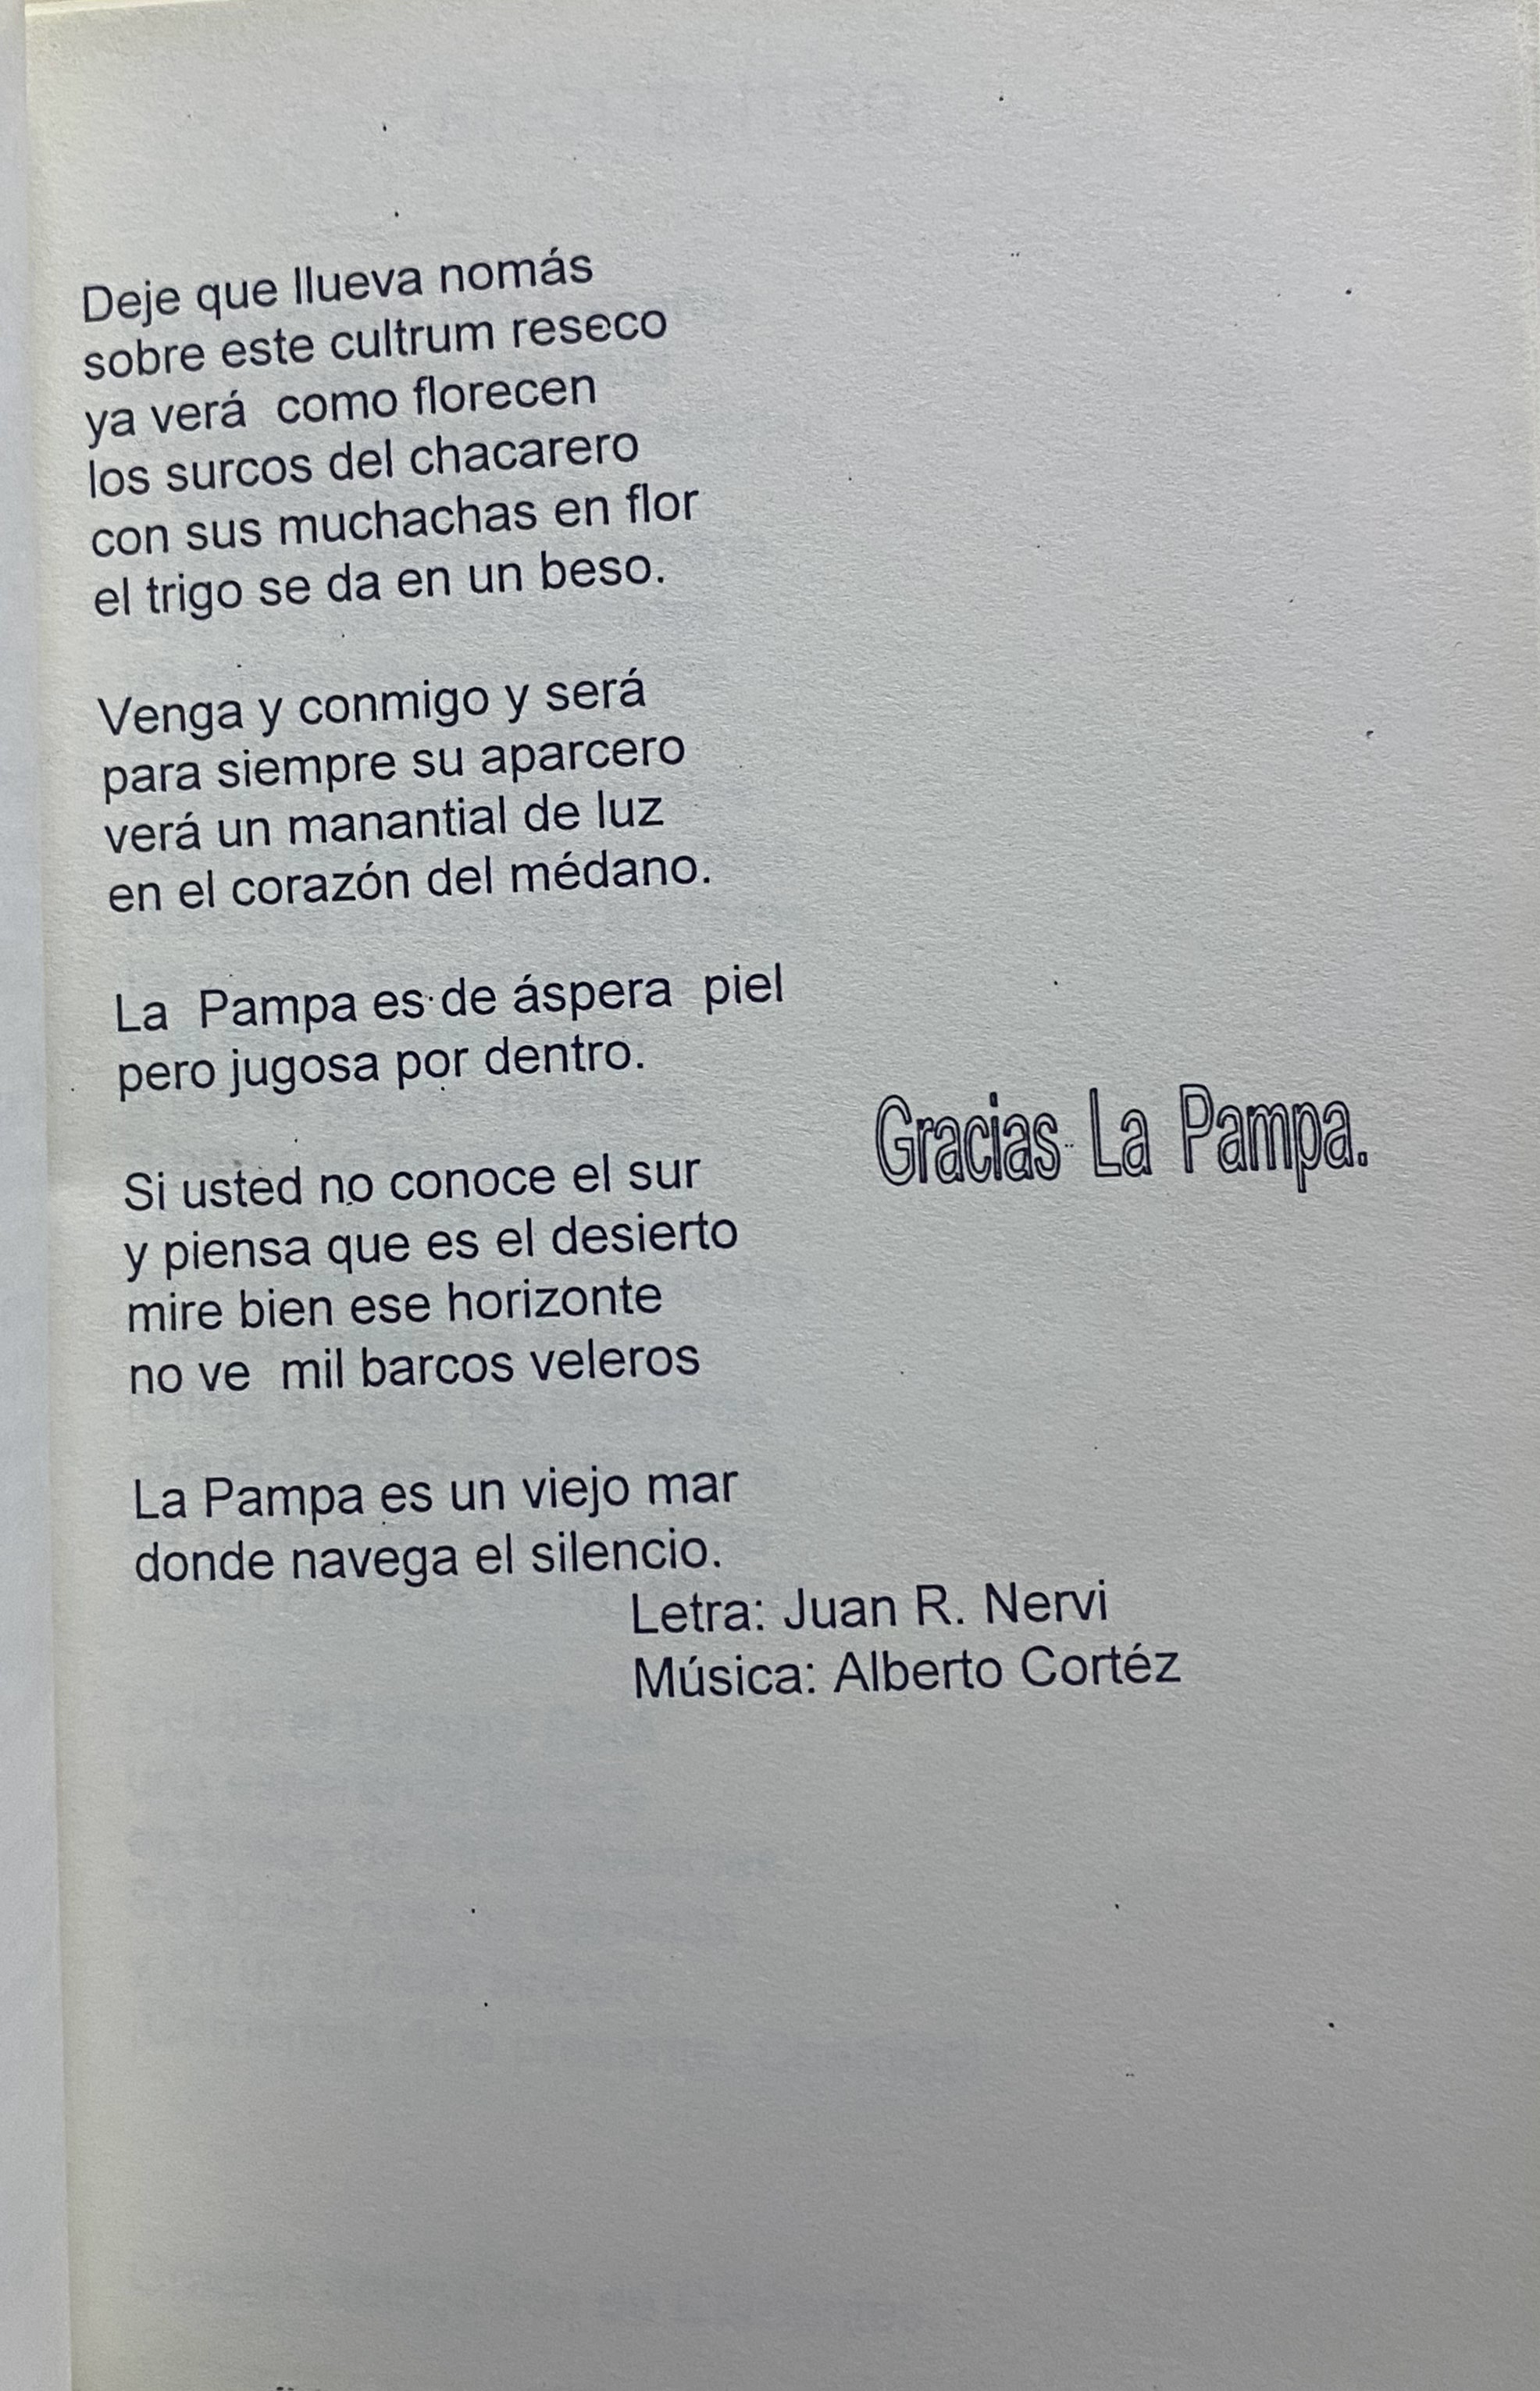 Deje que llueva nomás
sobre este cultrum reseco
ya verá como florecen
los surcos del chacarero
con sus muchachas en flor
el trigo se da en un beso.
Venga y conmigo y será
para siempre su aparcero
verá un manantial de luz
en el corazón del médano.
La Pampa es de áspera piel
pero jugosa por dentro.
Gracias La Pampa.
Si usted no conoce el sur
y piensa que es el desierto
mire bien ese horizonte
no ve mil barcos veleros
La Pampa es un viejo mar
donde navega el silencio.
Letra: Juan R. Nervi
Música: Alberto Cortéz